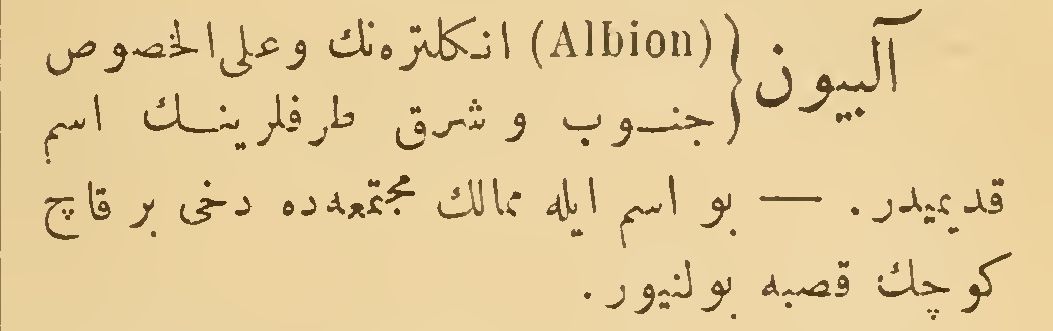 آلبيون { (Albion) انكلتره‌نك وعلى الخصوص
جنوب و شرق طرفلرينك اسم
قديميدر. — بو اسم ايله ممالك مجتمعه‌ده دخى بر قاچ
كوچك قصبه بولنيور.